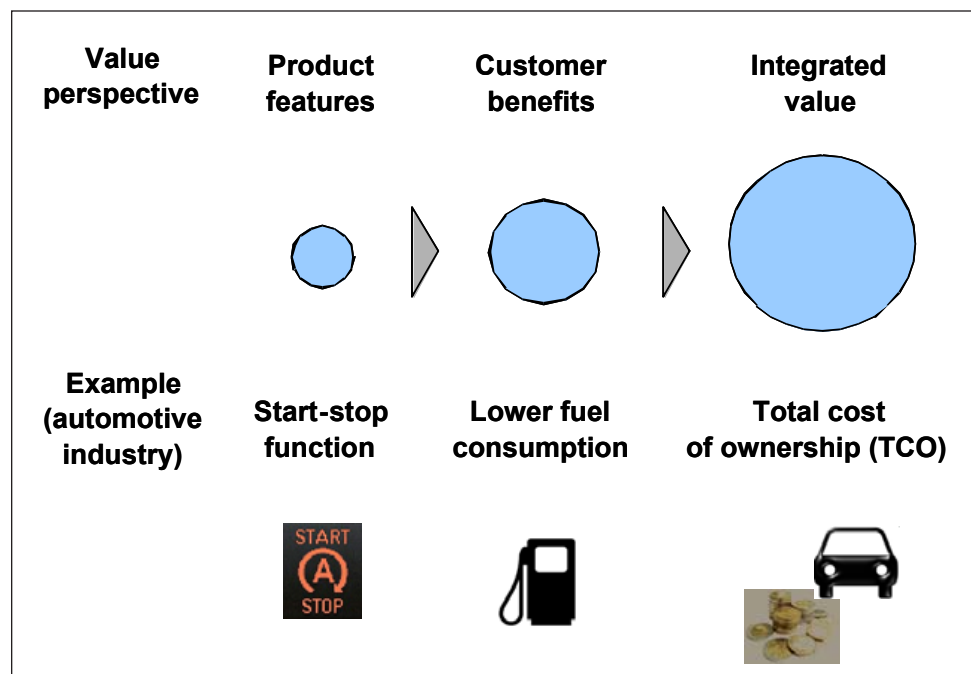 Value
perspective
Product
features
Customer
benefits
Integrated
value
Example
(automotive
industry)
Start-stop
function
Lower fuel
consumption
Total cost
of ownership (TCO)
START
A
STOP